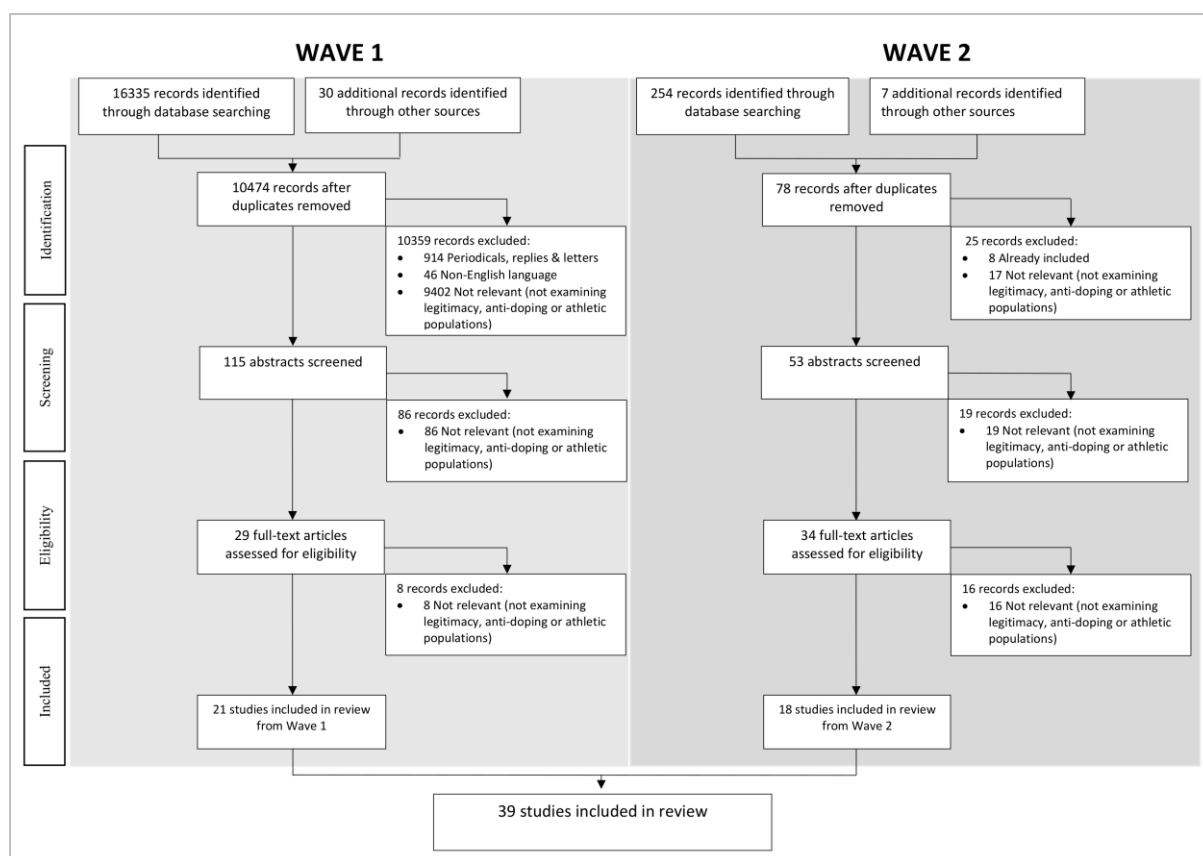 WAVE 1
16335 records identified
through database searching
30 additional records identified
through other sources
Identification
10474 records after
duplicates removed
10359 records excluded:
• 914 Periodicals, replies & letters
• 46 Non-English language
• 9402 Not relevant (not examining
legitimacy, anti-doping or athletic
populations)
Screening
115 abstracts screened
86 records excluded:
• 86 Not relevant (not examining
legitimacy, anti-doping or athletic
populations)
Eligibility
29 full-text articles
assessed for eligibility
8 records excluded:
• 8 Not relevant (not examining
legitimacy, anti-doping or athletic
populations)
Included
21 studies included in review
from Wave 1
WAVE 2
254 records identified through
database searching
7 additional records identified
through other sources
78 records after duplicates
removed
25 records excluded:
• 8 Already included
• 17 Not relevant (not examining
legitimacy, anti-doping or athletic
populations)
53 abstracts screened
19 records excluded:
• 19 Not relevant (not examining
legitimacy, anti-doping or athletic
populations)
34 full-text articles
assessed for eligibility
16 records excluded:
• 16 Not relevant (not examining
legitimacy, anti-doping or athletic
populations)
18 studies included in review
from Wave 2
39 studies included in review